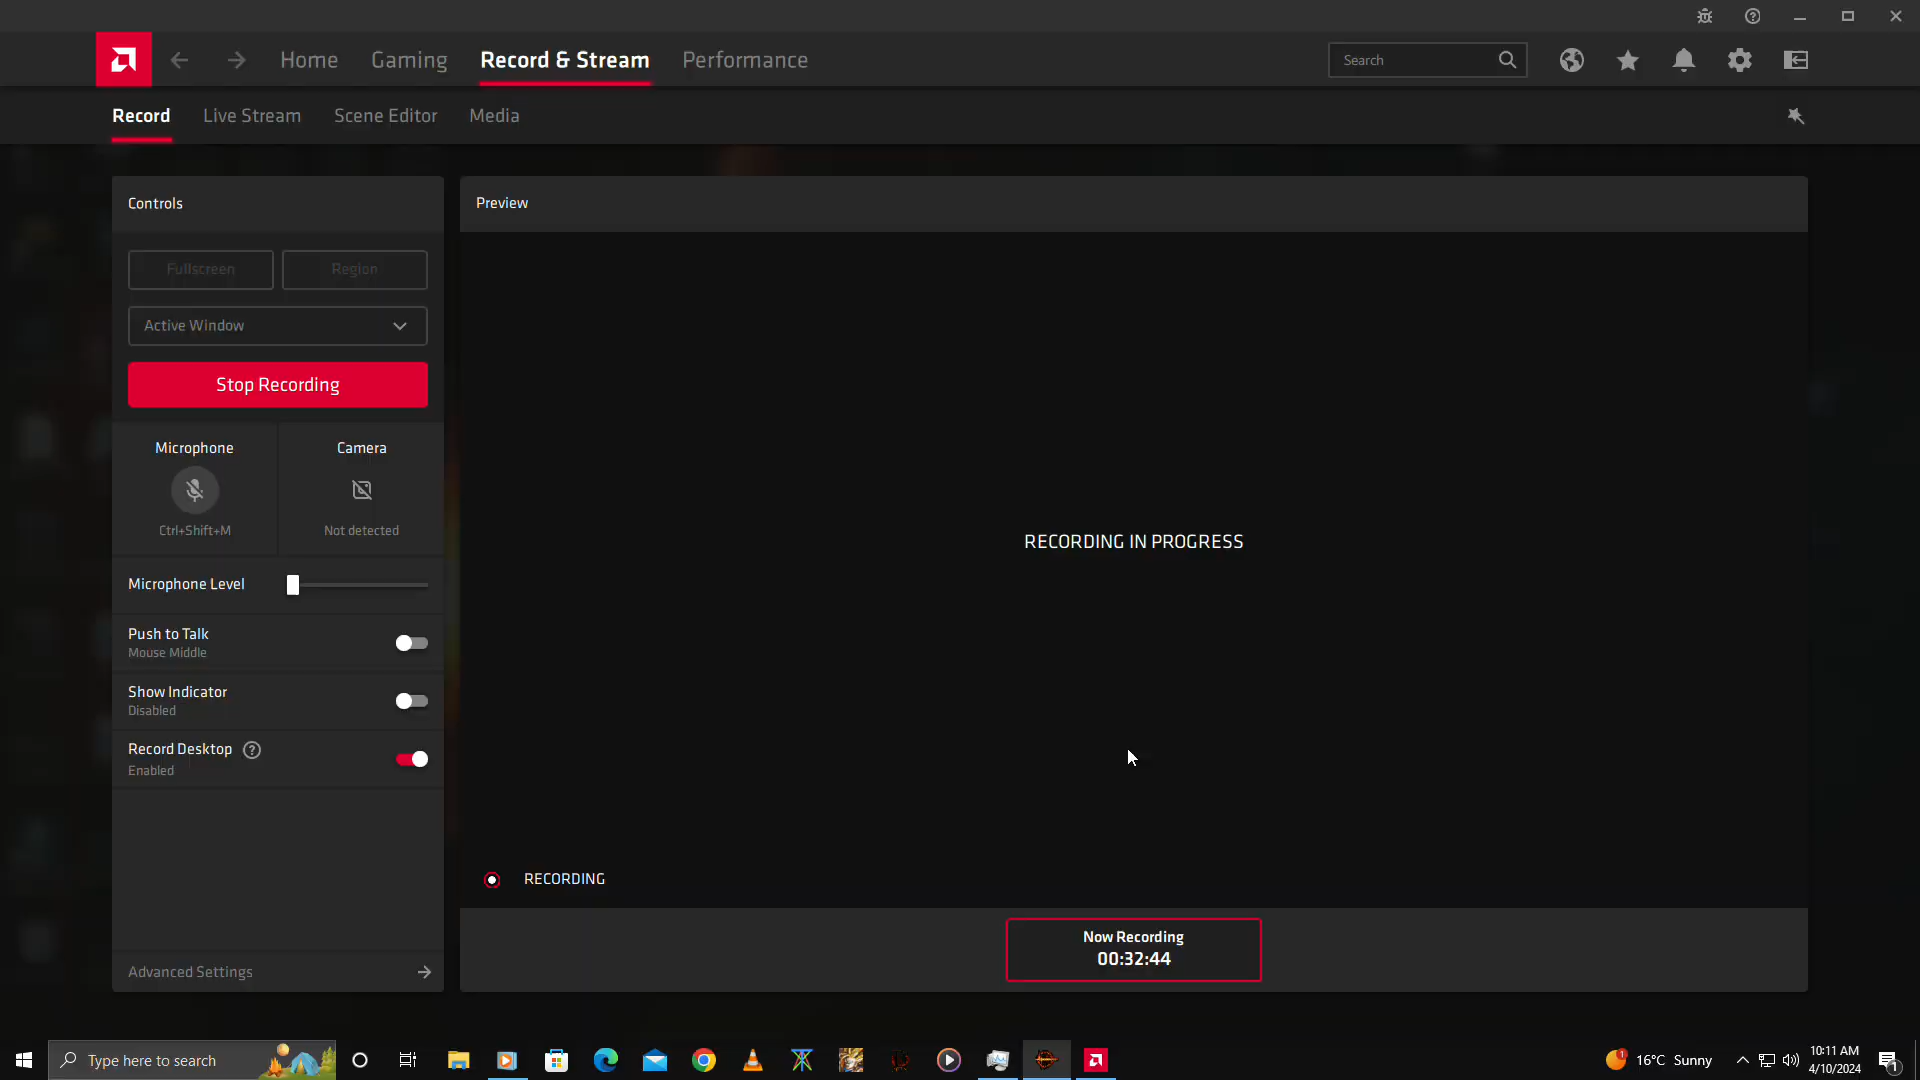 Home
Gaming
Record & Stream
Performance
Search
Record
Live Stream
Scene Editor
Media
Controls
Preview
Fullscreen
Region
Active Window
Stop Recording
Microphone
Camera
Ctrl+Shift+M
Not detected
RECORDING IN PROGRESS
Microphone Level
Push to Talk
Mouse Middle
Show Indicator
Disabled
Record Desktop
Enabled
RECORDING
Now Recording
00:32:44
Advanced Settings
Type here to search
1
16°C Sunny
10:11 AM
4/10/2024
1